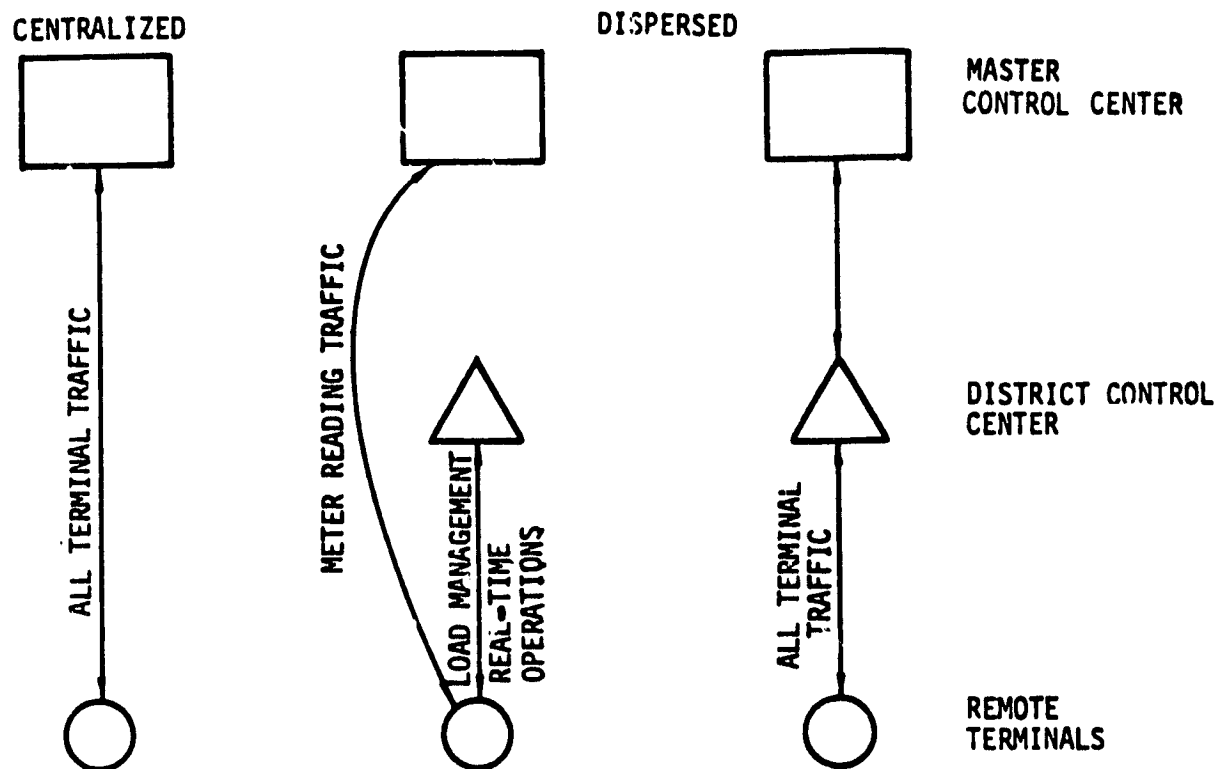 CENTRALIZED
DISPERSED
MASTER
CONTROL CENTER
ALL TERMINAL TRAFFIC
METER READING TRAFFIC
LOAD MANAGEMENT
REAL-TIME
OPERATIONS
ALL TERMINAL
TRAFFIC
DISTRICT CONTROL
CENTER
REMOTE
TERMINALS